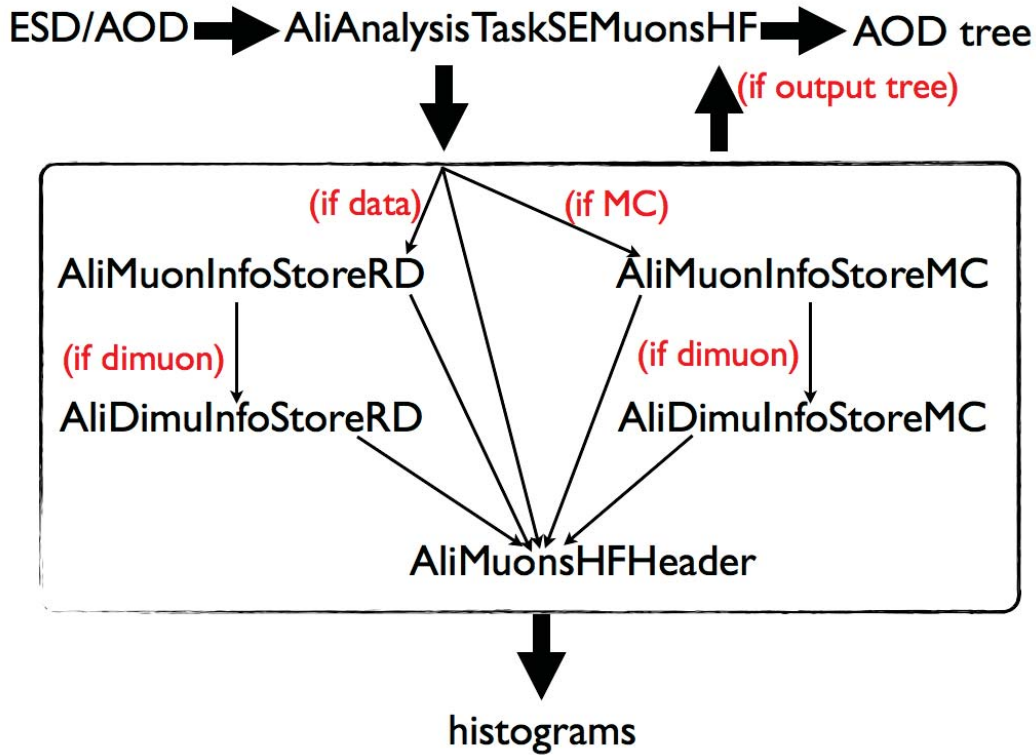 ESD/AOD AliAnalysisTaskSEMuonsHF AOD tree
(if output tree)
(if data) (if MC)
AliMuonInfoStoreRD AliMuonInfoStoreMC
(if dimuon) (if dimuon)
AliDimuInfoStoreRD AliDimuInfoStoreMC
AliMuonsHFHeader
histograms